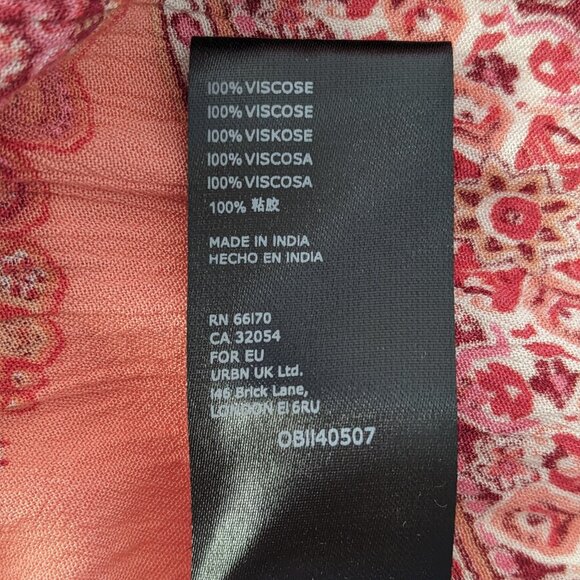 100% VISCOSE
100% VISCOSE
100% VISKOSE
100% VISCOSA
100% VISCOSA
100% 粘胶
MADE IN INDIA
HECHO EN INDIA
RN 66170
CA 32054
FOR EU
URBN UK Ltd.
146 Brick Lane,
LONDON E1 6RU
OB1140507